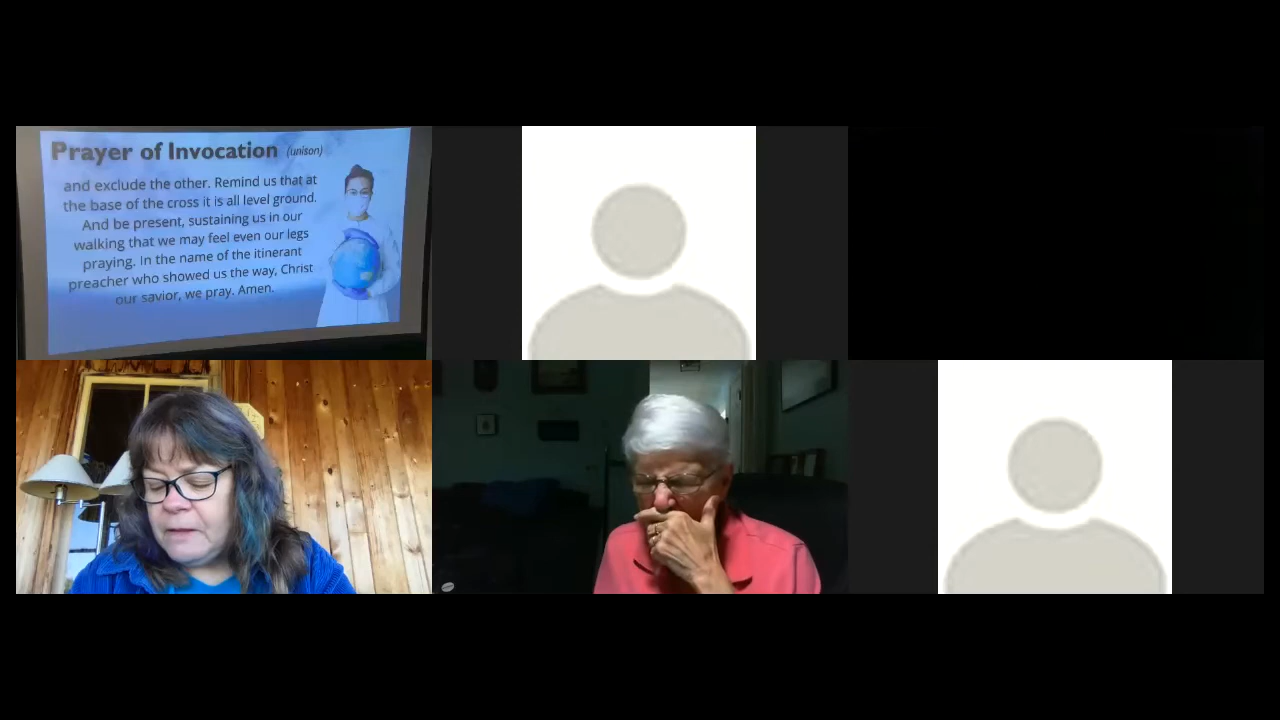 Prayer of Invocation (unison)
and exclude the other. Remind us that at
the base of the cross it is all level ground.
And be present, sustaining us in our
walking that we may feel even our legs
praying. In the name of the itinerant
preacher who showed us the way, Christ
our savior, we pray. Amen.